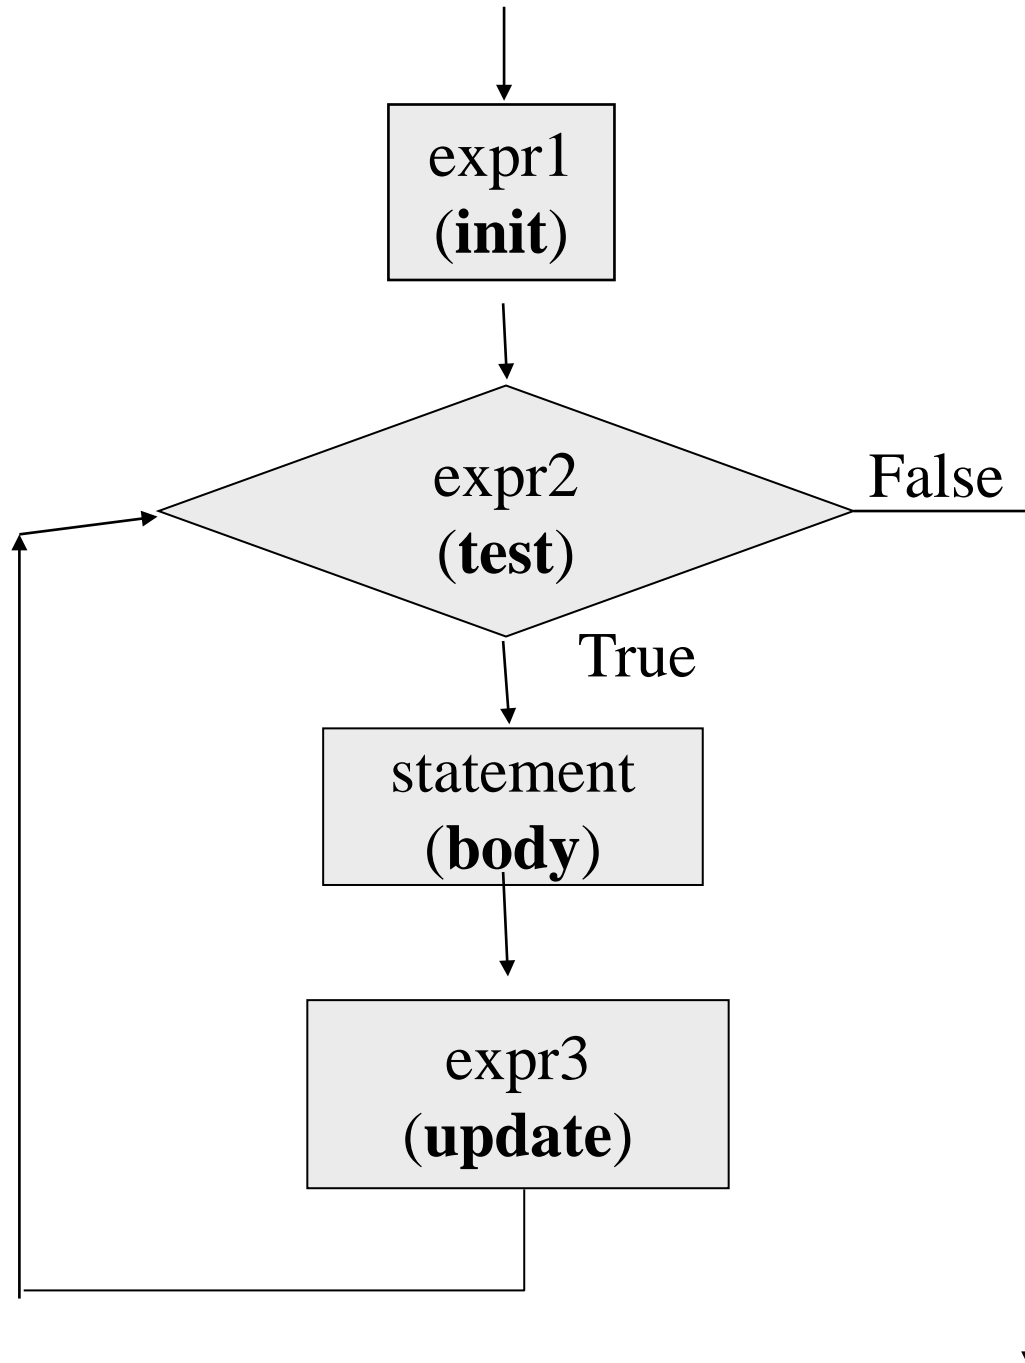 expr1
(init)
expr2
(test)
False
True
statement
(body)
expr3
(update)